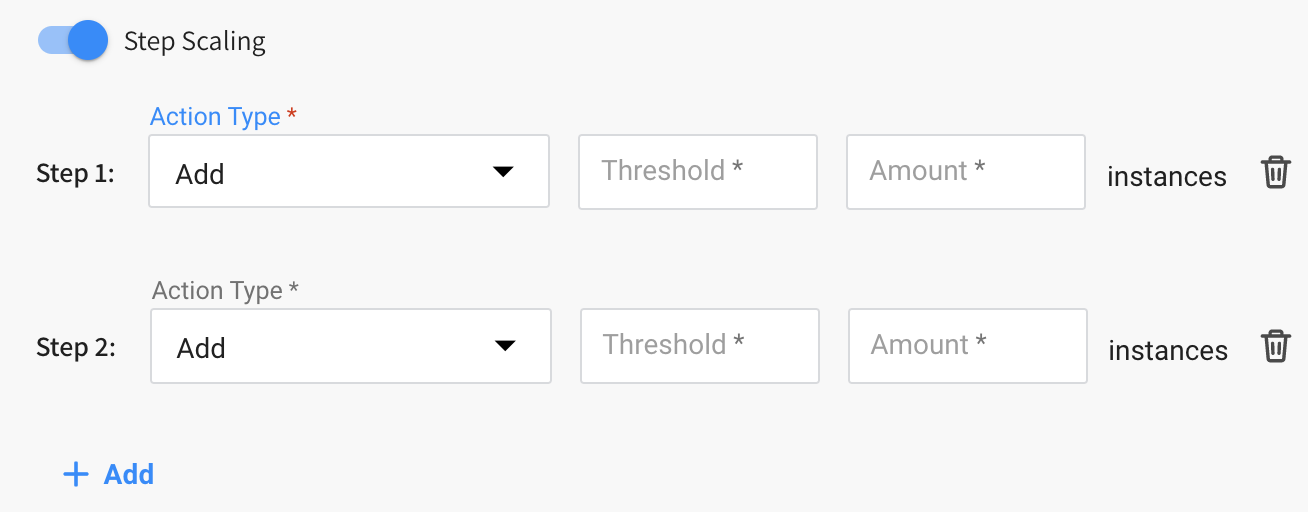 Step Scaling
Action Type *
Step 1: Add Threshold * Amount * instances
Action Type *
Step 2: Add Threshold * Amount * instances
+ Add